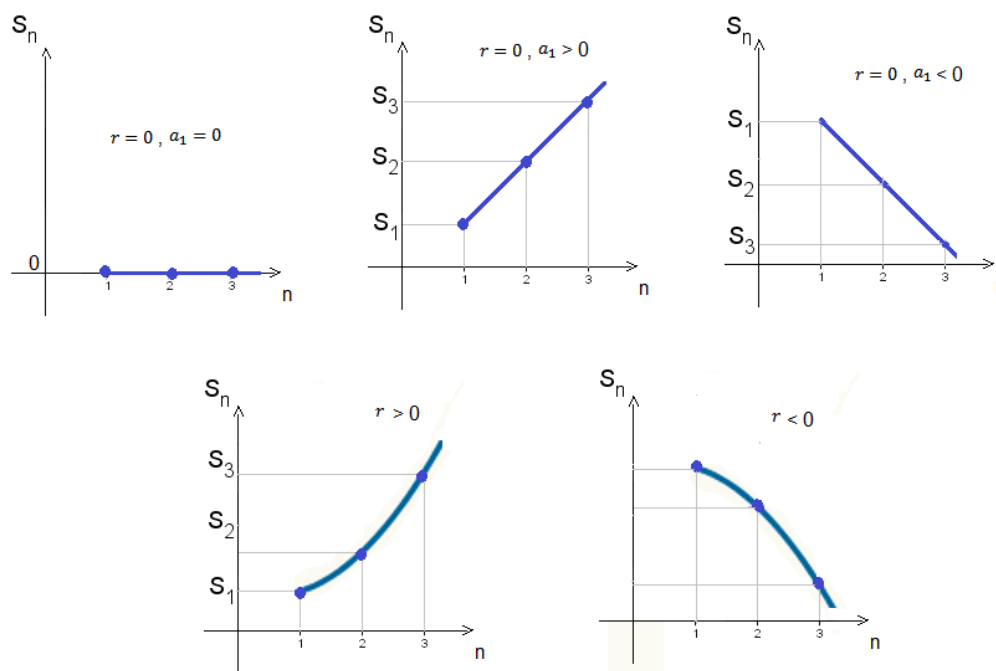 Sn
r = 0 , a₁ = 0
0
1 2 3
n
Sn
r = 0 , a₁ > 0
S₃
S₂
S₁
1 2 3
n
Sn
r = 0 , a₁ < 0
S₁
S₂
S₃
1 2 3
Sn
r > 0
S₃
S₂
S₁
1 2 3
n
Sn
r < 0
1 2 3
n